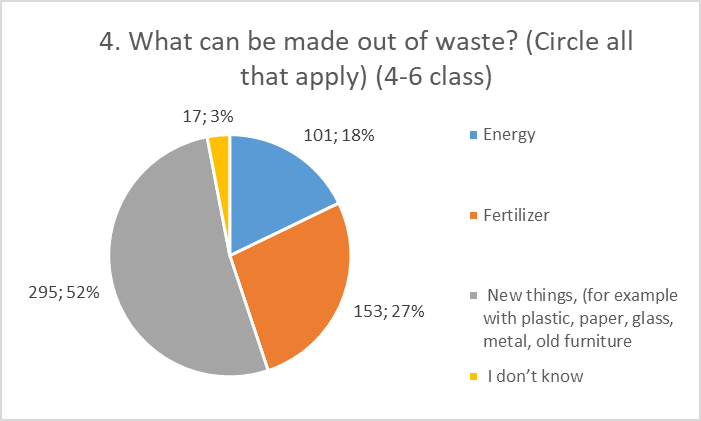 4. What can be made out of waste? (Circle all
that apply) (4-6 class)
17; 3%
101; 18%
295; 52%
153; 27%
Energy
Fertilizer
New things, (for example
with plastic, paper, glass,
metal, old furniture
I don’t know